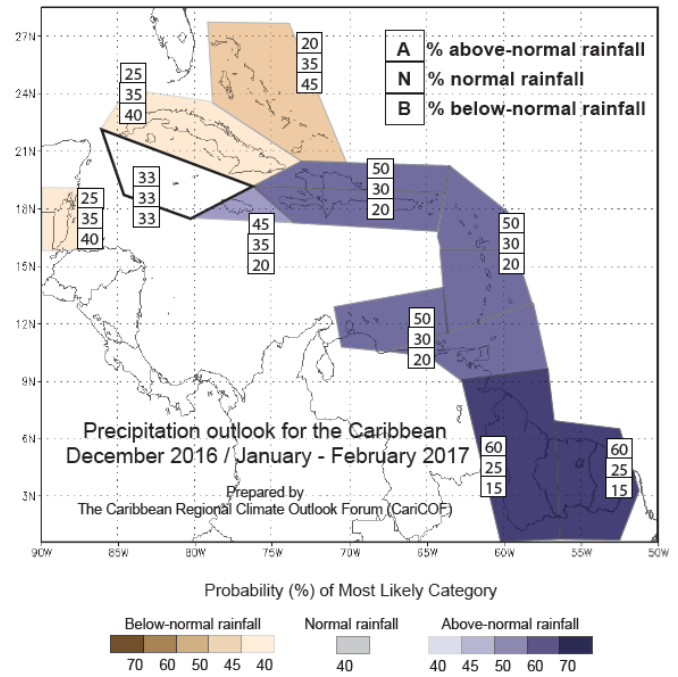 27N
24N
21N
18N
15N
12N
9N
6N
3N
90W 85W 80W 75W 70W 65W 60W 55W 50W
A % above-normal rainfall
N % normal rainfall
B % below-normal rainfall
20
35
45
25
35
40
33
33
33
25
35
40
45
35
20
50
30
20
50
30
20
50
30
20
60
25
15
60
25
15
Precipitation outlook for the Caribbean
December 2016 / January - February 2017
Prepared by
The Caribbean Regional Climate Outlook Forum (CariCOF)
Probability (%) of Most Likely Category
Below-normal rainfall Normal rainfall Above-normal rainfall
70 60 50 45 40 40 40 45 50 60 70